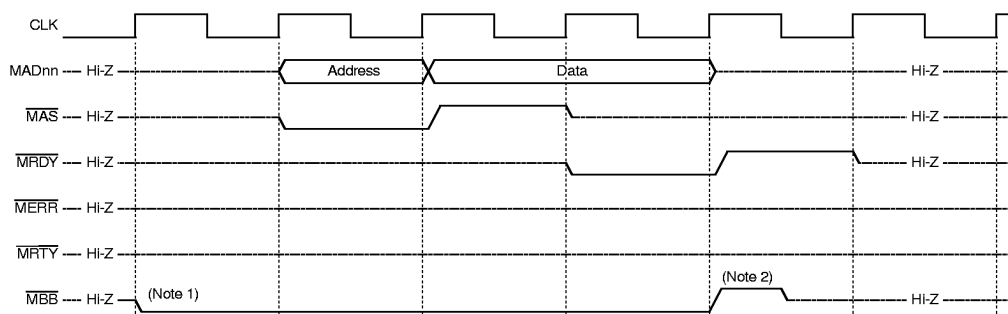 CLK
MADnn Hi-Z Address Data Hi-Z
MAS Hi-Z Hi-Z
MRDY Hi-Z Hi-Z
MERR Hi-Z
MRTY Hi-Z
MBB Hi-Z (Note 1) (Note 2) Hi-Z